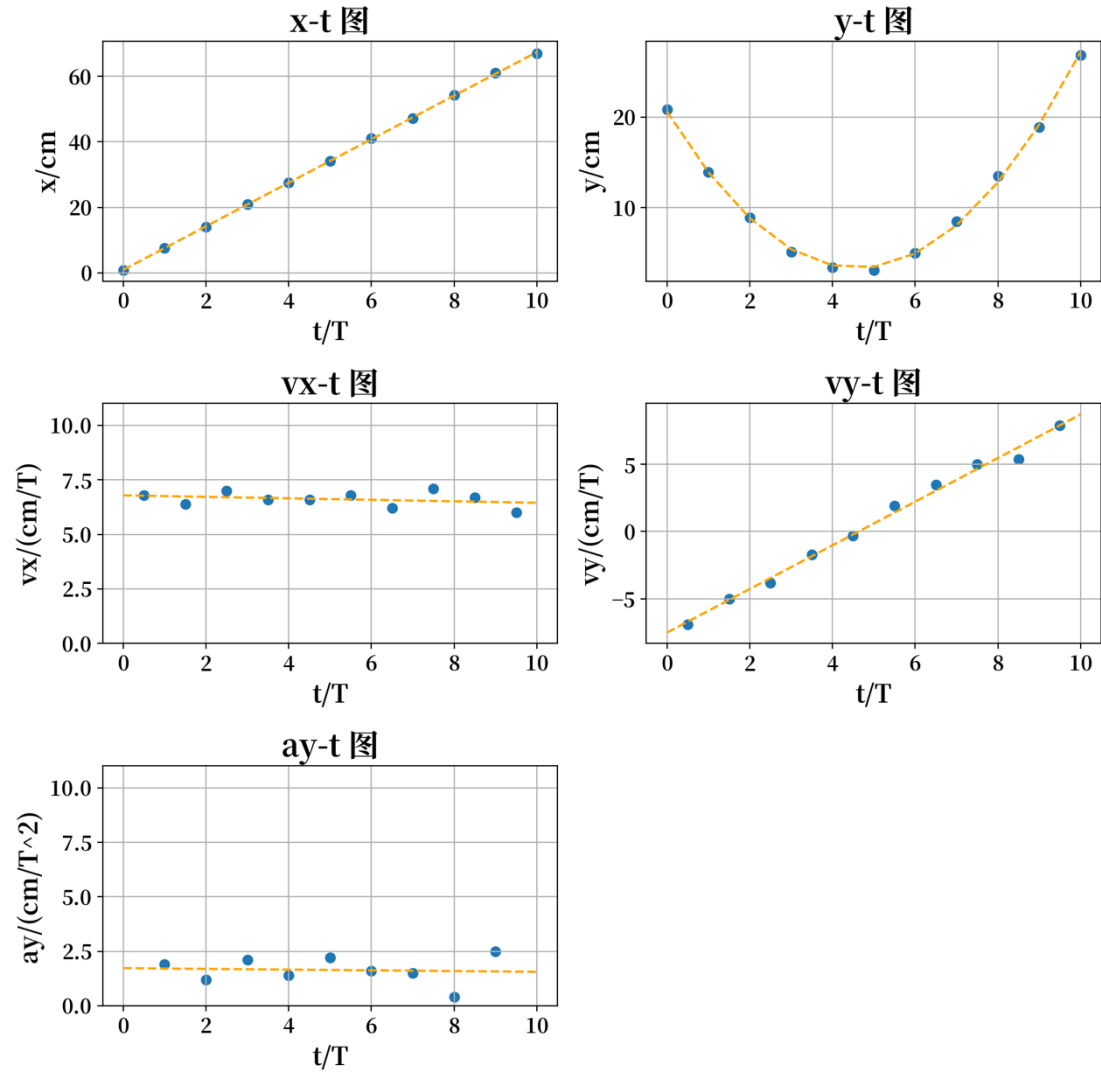 x-t 图
x/cm
60
40
20
0
0 2 4 6 8 10
t/T
y-t 图
y/cm
20
10
0 2 4 6 8 10
t/T
vx-t 图
vx/(cm/T)
10.0
7.5
5.0
2.5
0.0
0 2 4 6 8 10
t/T
vy-t 图
vy/(cm/T)
5
0
−5
0 2 4 6 8 10
t/T
ay-t 图
ay/(cm/T^2)
10.0
7.5
5.0
2.5
0.0
0 2 4 6 8 10
t/T